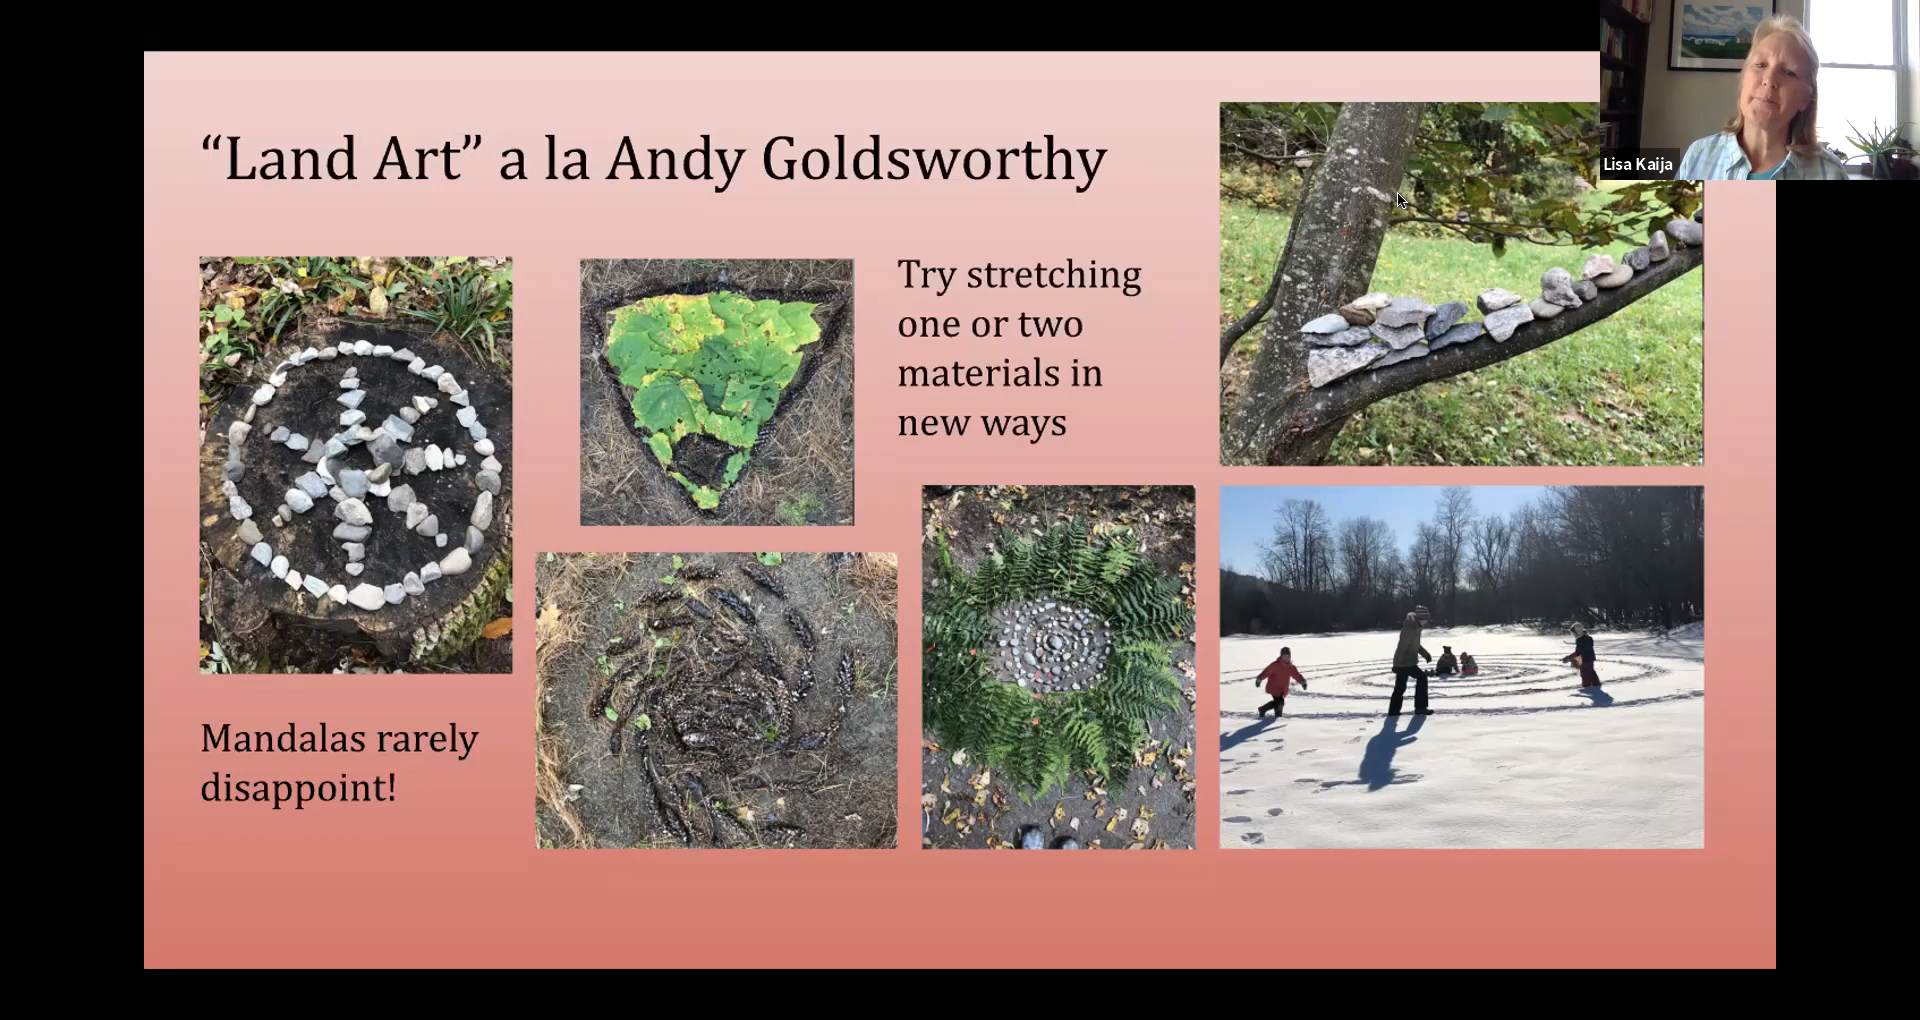 “Land Art” a la Andy Goldsworthy
Lisa Kaija
Try stretching
one or two
materials in
new ways
Mandalas rarely
disappoint!